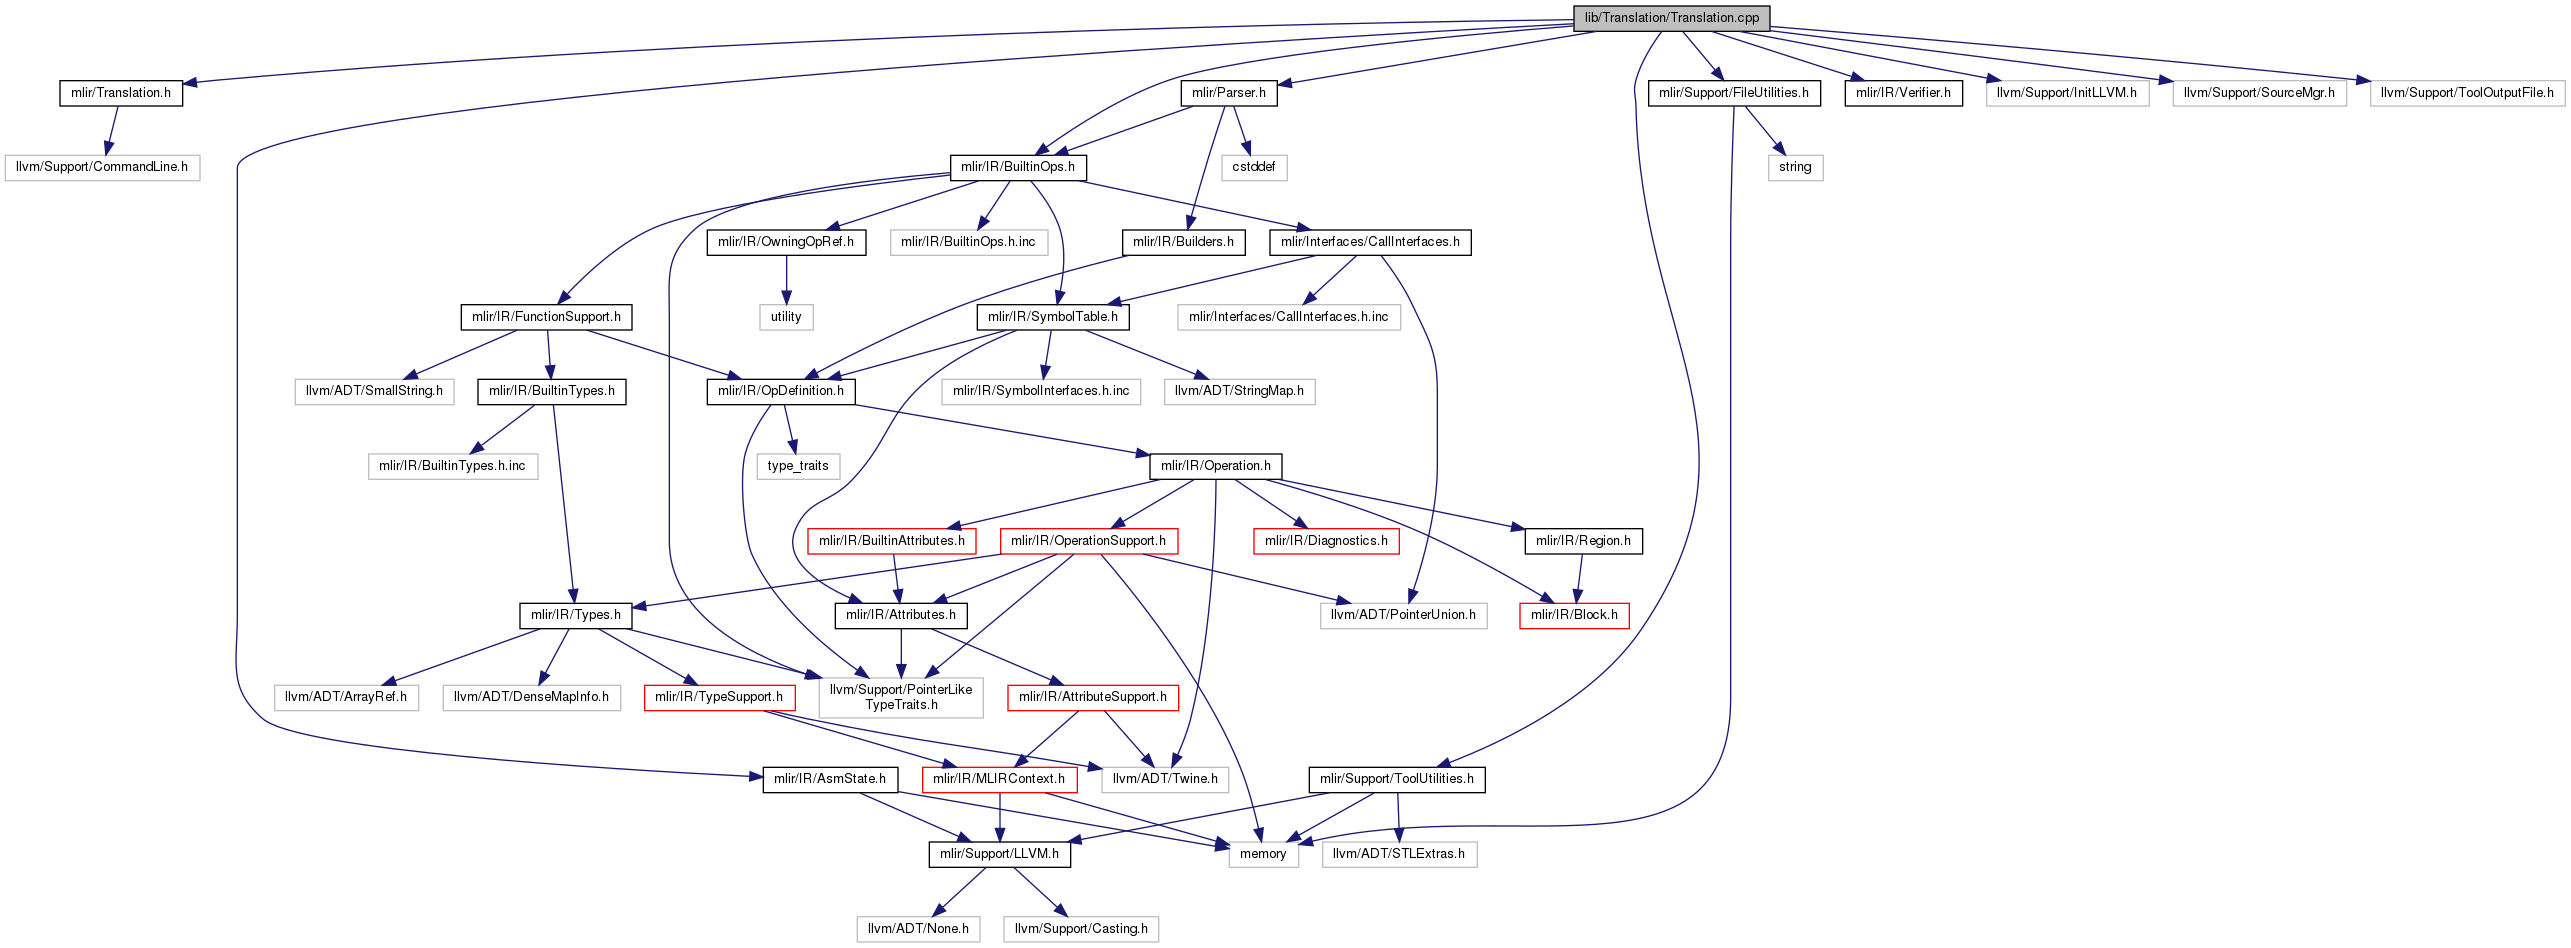 lib/Translation/Translation.cpp
mlir/Translation.h
mlir/Parser.h
mlir/Support/FileUtilities.h
mlir/IR/Verifier.h
llvm/Support/InitLLVM.h
llvm/Support/SourceMgr.h
llvm/Support/ToolOutputFile.h
llvm/Support/CommandLine.h
mlir/IR/BuiltinOps.h
cstddef
string
mlir/IR/OwningOpRef.h
mlir/IR/BuiltinOps.h.inc
mlir/IR/Builders.h
mlir/Interfaces/CallInterfaces.h
mlir/IR/FunctionSupport.h
utility
mlir/IR/SymbolTable.h
mlir/Interfaces/CallInterfaces.h.inc
llvm/ADT/SmallString.h
mlir/IR/BuiltinTypes.h
mlir/IR/OpDefinition.h
mlir/IR/SymbolInterfaces.h.inc
llvm/ADT/StringMap.h
mlir/IR/BuiltinTypes.h.inc
type_traits
mlir/IR/Operation.h
mlir/IR/BuiltinAttributes.h
mlir/IR/OperationSupport.h
mlir/IR/Diagnostics.h
mlir/IR/Region.h
mlir/IR/Types.h
mlir/IR/Attributes.h
llvm/ADT/PointerUnion.h
mlir/IR/Block.h
llvm/ADT/ArrayRef.h
llvm/ADT/DenseMapInfo.h
mlir/IR/TypeSupport.h
llvm/Support/PointerLike
TypeTraits.h
mlir/IR/AttributeSupport.h
mlir/IR/AsmState.h
mlir/IR/MLIRContext.h
llvm/ADT/Twine.h
mlir/Support/ToolUtilities.h
mlir/Support/LLVM.h
memory
llvm/ADT/STLExtras.h
llvm/ADT/None.h
llvm/Support/Casting.h